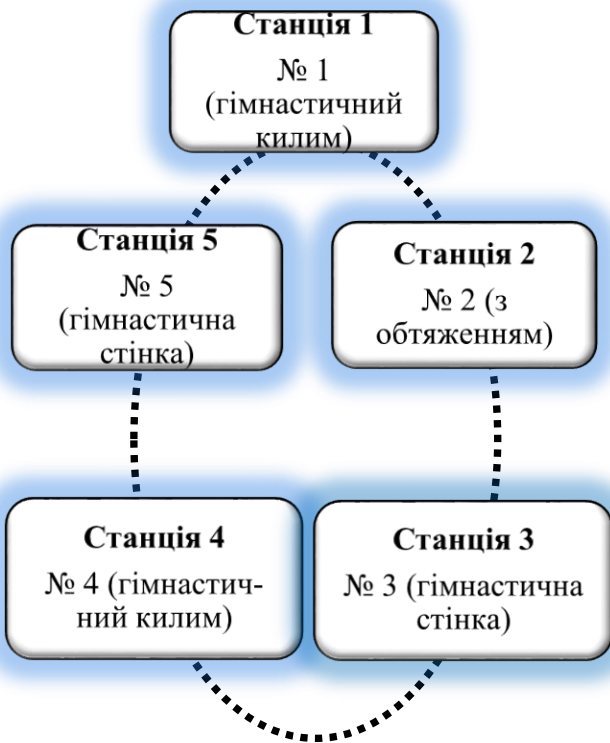 Станція 1
№ 1
(гімнастичний
килим)
Станція 2
№ 2 (з
обтяженням)
Станція 3
№ 3 (гімнастична
стінка)
Станція 4
№ 4 (гімнастич-
ний килим)
Станція 5
№ 5
(гімнастична
стінка)